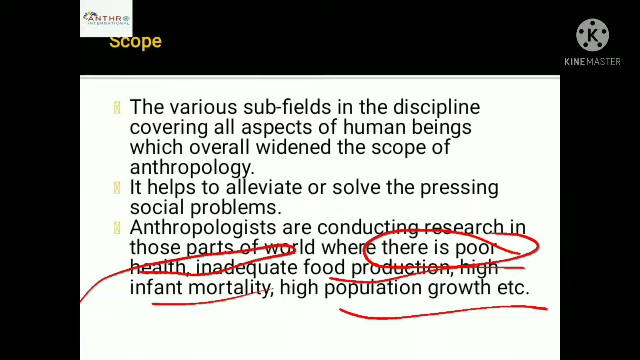 ANTHRO
INTERNATIONAL
Scope
K
KINEMASTER
The various sub-fields in the discipline
covering all aspects of human beings
which overall widened the scope of
anthropology.
It helps to alleviate or solve the pressing
social problems.
Anthropologists are conducting research in
those parts of world where there is poor
health, inadequate food production, high
infant mortality, high population growth etc.